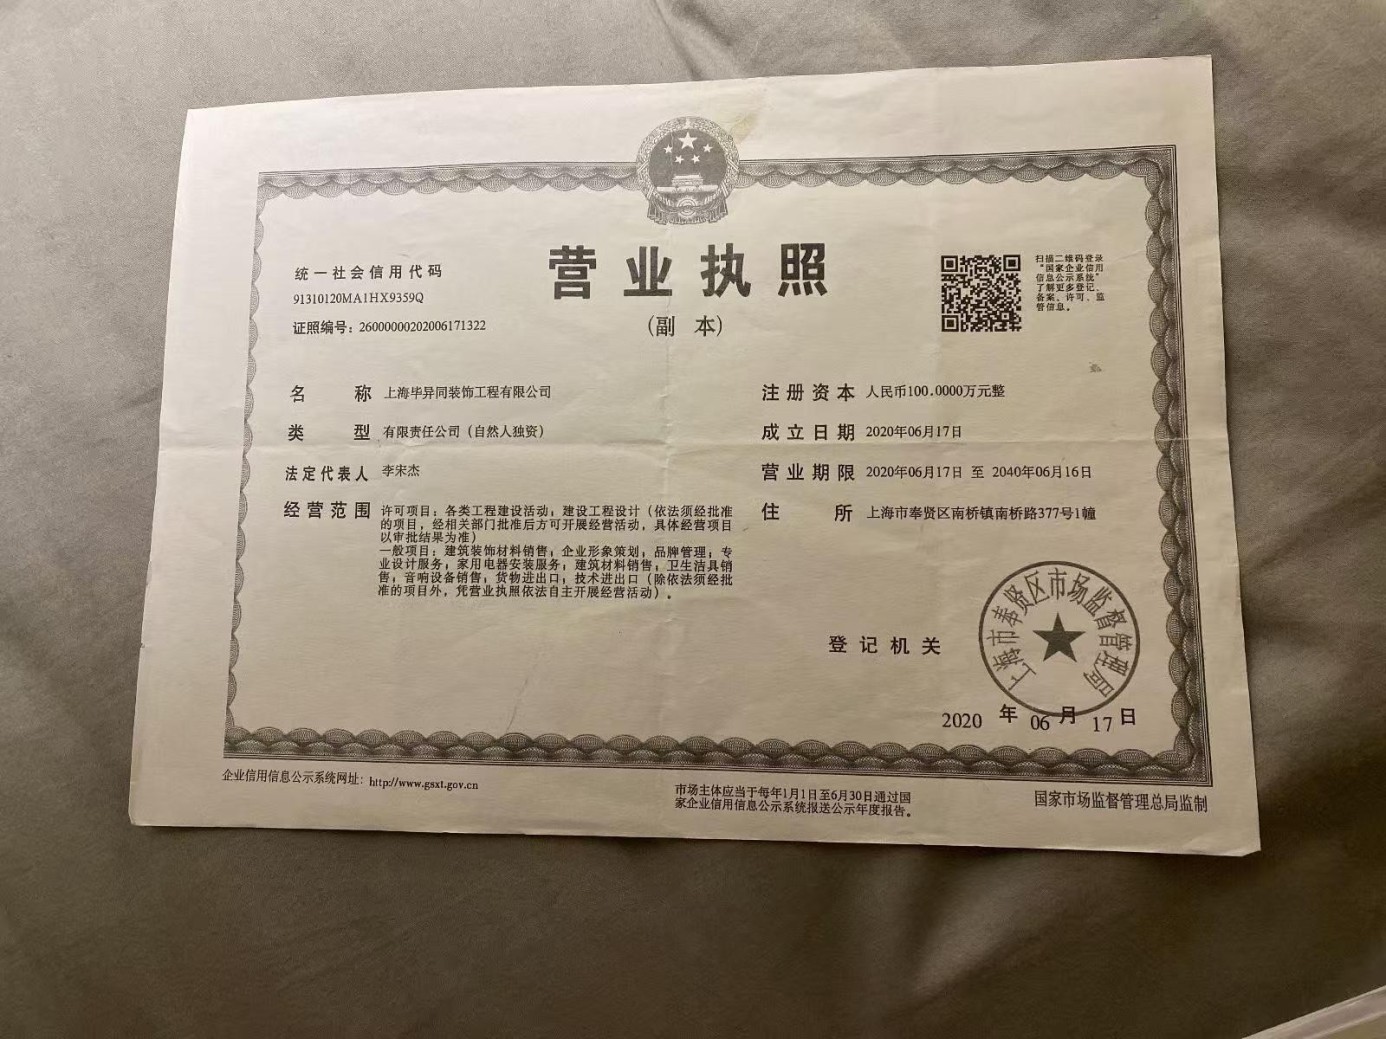 统一社会信用代码
91310120MA1HX9359Q
证照编号：26000000202006171322
营业执照
（副 本）
扫描二维码登录
“国家企业信用
信息公示系统”
了解更多登记、
备案、许可、监
管信息。
名 称 上海毕异同装饰工程有限公司
类 型 有限责任公司（自然人独资）
法定代表人 李宋杰
经营范围 许可项目：各类工程建设活动；建设工程设计（依法须经批准
的项目，经相关部门批准后方可开展经营活动，具体经营项目
以审批结果为准）
一般项目：建筑装饰材料销售；企业形象策划；品牌管理；专
业设计服务；家用电器安装服务；建筑材料销售；卫生洁具销
售；音响设备销售；货物进出口；技术进出口（除依法须经批
准的项目外，凭营业执照依法自主开展经营活动）。
注册资本 人民币100.0000万元整
成立日期 2020年06月17日
营业期限 2020年06月17日 至 2040年06月16日
住 所 上海市奉贤区南桥镇南桥路377号1幢
登记机关
上海市奉贤区市场监督管理局
2020 年 06 月 17 日
企业信用信息公示系统网址：http://www.gsxt.gov.cn
市场主体应当于每年1月1日至6月30日通过国
家企业信用信息公示系统报送公示年度报告。
国家市场监督管理总局监制